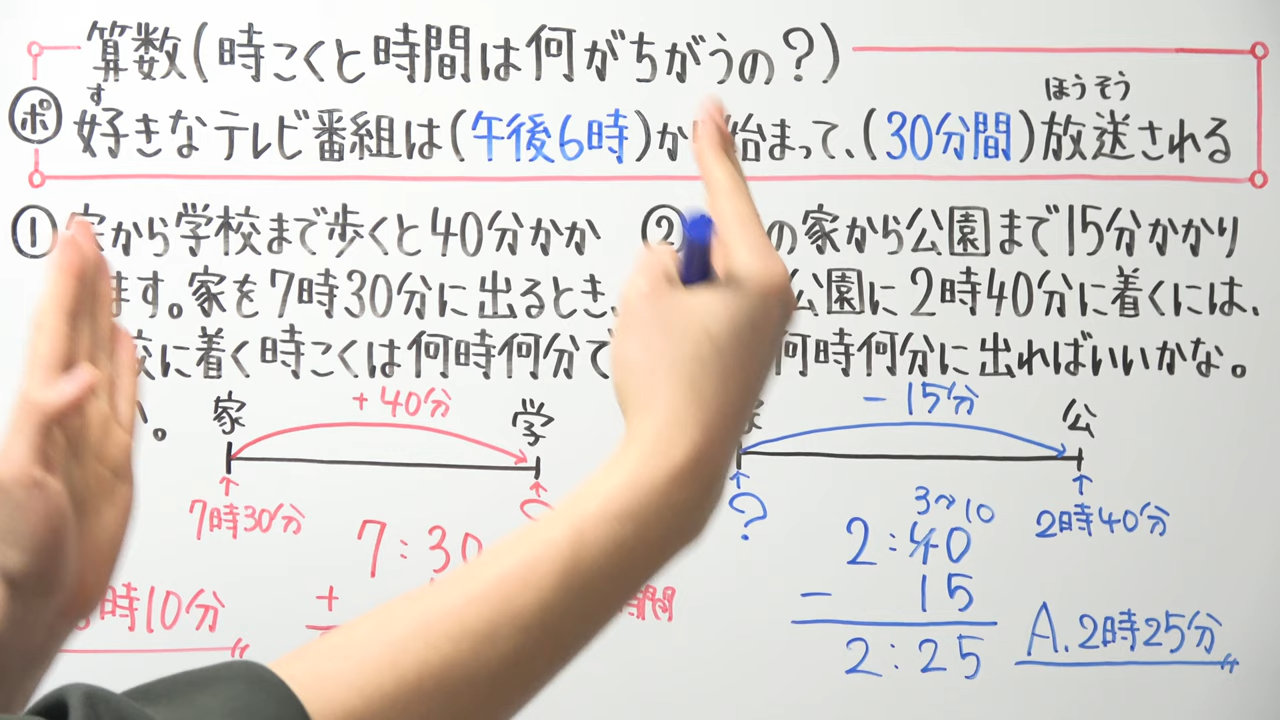 算数(時こくと時間は何がちがうの?)
ポ
す
ほうそう
好きなテレビ番組は(午後6時)か 始まって、(30分間)放送される
① 家から学校まで歩くと40分かか
ます。家を7時30分に出るとき、
校に着く時こくは何時何分で
。
家 +40分 学
7時30分
7:30
+
時10分
時間
② の家から公園まで15分かかり
公園に2時40分に着くには、
何時何分に出ればいいかな。
-15分 公
?
2時40分
3 10
2:40
- 15
2:25
A.2時25分